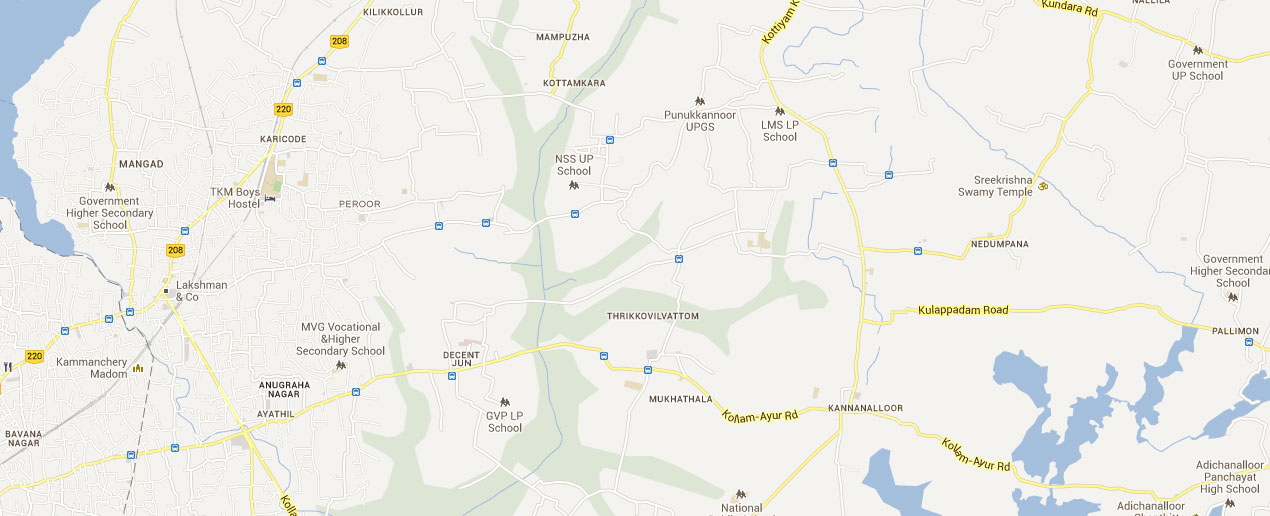 KILIKKOLLUR
208
MAMPUZHA
KOTTAMKARA
Kottiyam K
Kundara Rd
NALLILA
Government
UP School
220
KARICODE
MANGAD
Punukkannoor
UPGS
LMS LP
School
NSS UP
School
TKM Boys
Hostel
PEROOR
Government
Higher Secondary
School
Sreekrishna
Swamy Temple
NEDUMPANA
208
Lakshman
& Co
Government
Higher Secondar
School
THRIKKOVILVATTOM
Kulappadam Road
PALLIMON
MVG Vocational
&Higher
Secondary School
DECENT
JUN
220
Kammanchery
Madom
ANUGRAHA
NAGAR
AYATHIL
MUKHATHALA
GVP LP
School
Kollam-Ayur Rd
KANNANALLOOR
BAVANA
NAGAR
Kollam-Ayur Rd
Adichanalloor
Panchayat
High School
Kolla
National
Adichanalloor